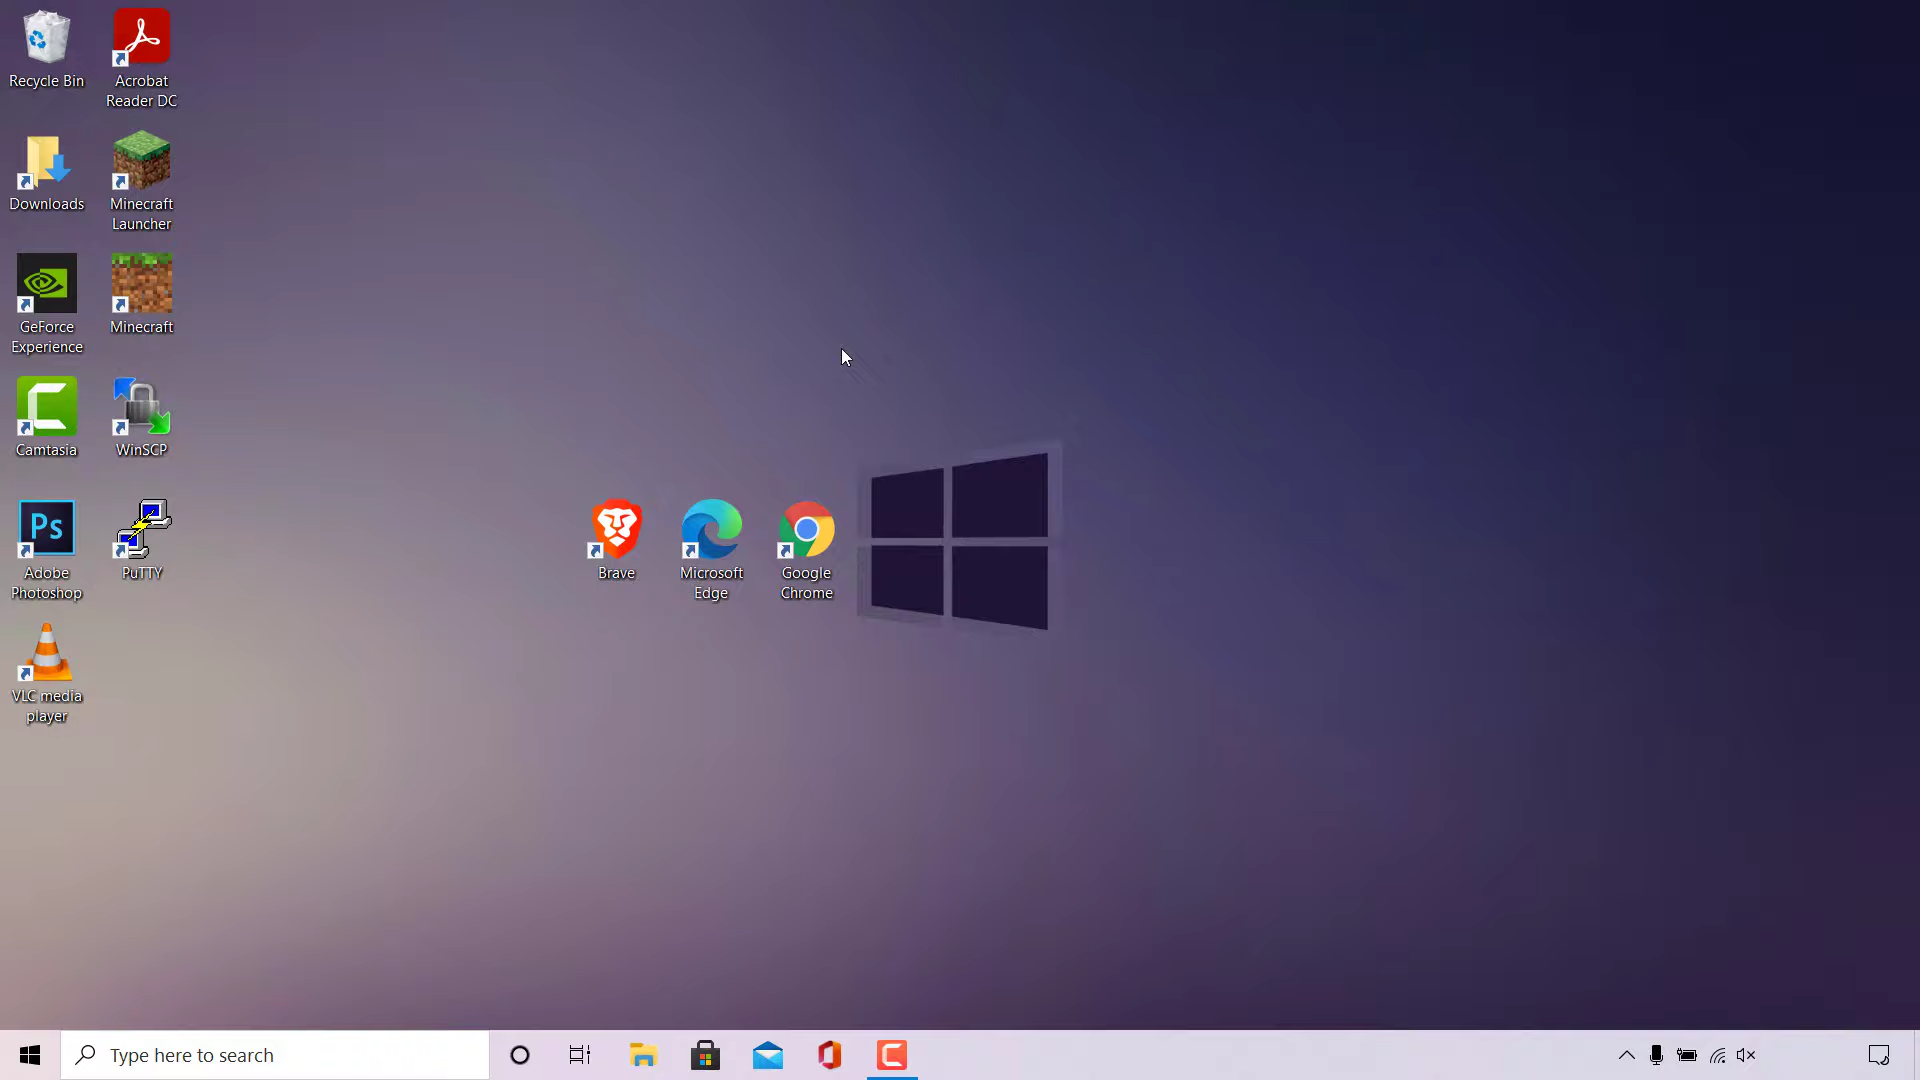 Recycle Bin
Acrobat
Reader DC
Downloads
Minecraft
Launcher
GeForce
Experience
Minecraft
Camtasia
WinSCP
Ps
Adobe
Photoshop
PuTTY
Brave
Microsoft
Edge
Google
Chrome
VLC media
player
Type here to search